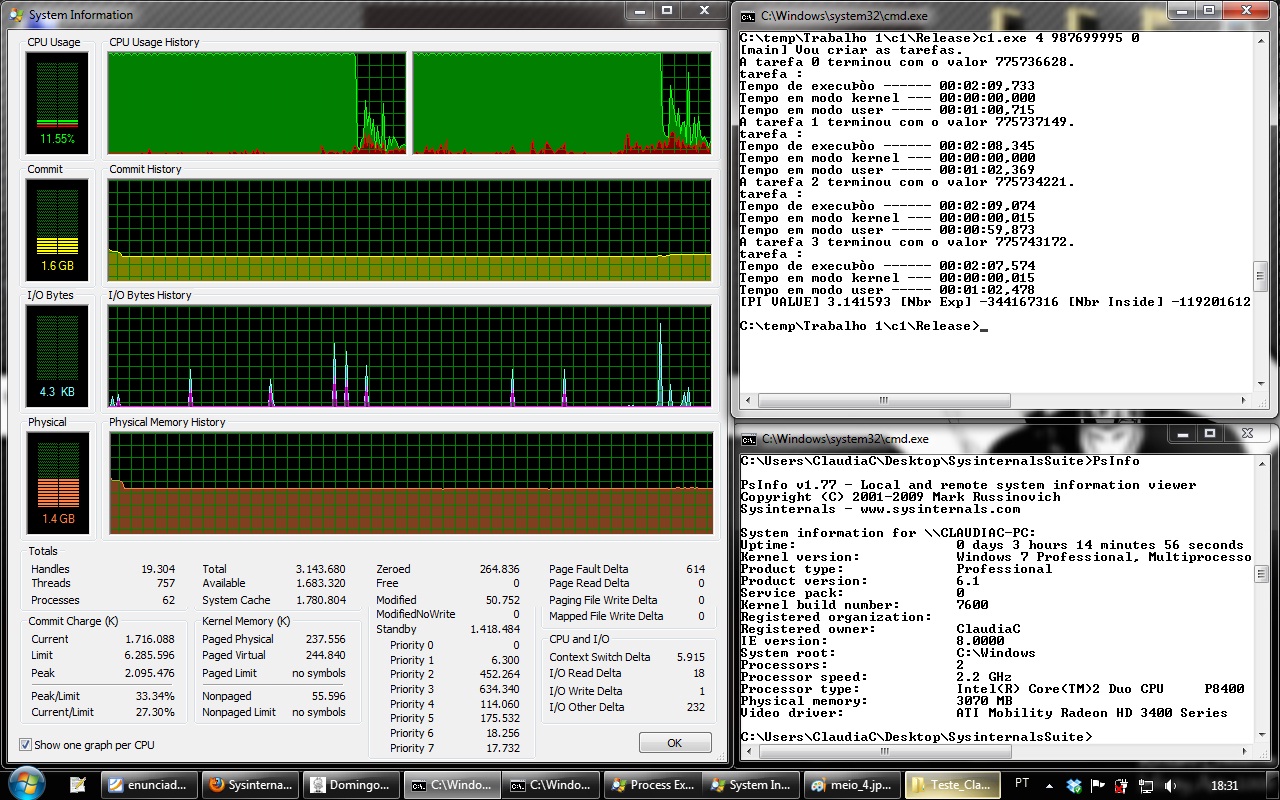 System Information
CPU Usage
CPU Usage History
11.55%
Commit
Commit History
1.6 GB
I/O Bytes
I/O Bytes History
4.3 KB
Physical
Physical Memory History
1.4 GB
Totals
Handles 19.304
Threads 757
Processes 62
Total 3.143.680
Available 1.683.320
System Cache 1.780.804
Commit Charge (K)
Current 1.716.088
Limit 6.285.596
Peak 2.095.476
Peak/Limit 33.34%
Current/Limit 27.30%
Kernel Memory (K)
Paged Physical 237.556
Paged Virtual 244.840
Paged Limit no symbols
Nonpaged 55.596
Nonpaged Limit no symbols
Zeroed 264.836
Free 0
Modified 50.752
ModifiedNoWrite 0
Standby 1.418.484
Priority 0 0
Priority 1 6.300
Priority 2 452.264
Priority 3 634.340
Priority 4 114.060
Priority 5 175.532
Priority 6 18.256
Priority 7 17.732
Page Fault Delta 614
Page Read Delta 0
Paging File Write Delta 0
Mapped File Write Delta 0
CPU and I/O
Context Switch Delta 5.915
I/O Read Delta 18
I/O Write Delta 1
I/O Other Delta 232
Show one graph per CPU
OK
C:\Windows\system32\cmd.exe
C:\temp\Trabalho 1\c1\Release>c1.exe 4 987699995 0
[main] Vou criar as tarefas.
A tarefa 0 terminou com o valor 775736628.
tarefa :
Tempo de execuÞòo ------ 00:02:09,733
Tempo em modo kernel --- 00:00:00,000
Tempo em modo user ----- 00:01:00,715
A tarefa 1 terminou com o valor 775737149.
tarefa :
Tempo de execuÞòo ------ 00:02:08,345
Tempo em modo kernel --- 00:00:00,000
Tempo em modo user ----- 00:01:02,369
A tarefa 2 terminou com o valor 775734221.
tarefa :
Tempo de execuÞòo ------ 00:02:09,074
Tempo em modo kernel --- 00:00:00,015
Tempo em modo user ----- 00:00:59,873
A tarefa 3 terminou com o valor 775743172.
tarefa :
Tempo de execuÞòo ------ 00:02:07,574
Tempo em modo kernel --- 00:00:00,015
Tempo em modo user ----- 00:01:02,478
[PI VALUE] 3.141593 [Nbr Exp] -344167316 [Nbr Inside] -119201612
C:\temp\Trabalho 1\c1\Release>_
C:\Windows\system32\cmd.exe
C:\Users\ClaudiaC\Desktop\SysinternalsSuite>PsInfo
PsInfo v1.77 - Local and remote system information viewer
Copyright (C) 2001-2009 Mark Russinovich
Sysinternals - www.sysinternals.com
System information for \\CLAUDIAC-PC:
Uptime: 0 days 3 hours 14 minutes 56 seconds
Kernel version: Windows 7 Professional, Multiprocesso
Product type: Professional
Product version: 6.1
Service pack: 0
Kernel build number: 7600
Registered organization:
Registered owner: ClaudiaC
IE version: 8.0000
System root: C:\Windows
Processors: 2
Processor speed: 2.2 GHz
Processor type: Intel(R) Core(TM)2 Duo CPU P8400
Physical memory: 3070 MB
Video driver: ATI Mobility Radeon HD 3400 Series
C:\Users\ClaudiaC\Desktop\SysinternalsSuite>
enunciad... Sysinterna... Domingo... C:\Windo... C:\Windo... Process Ex... System In... meio_4.jp... Teste_Cla... PT 18:31